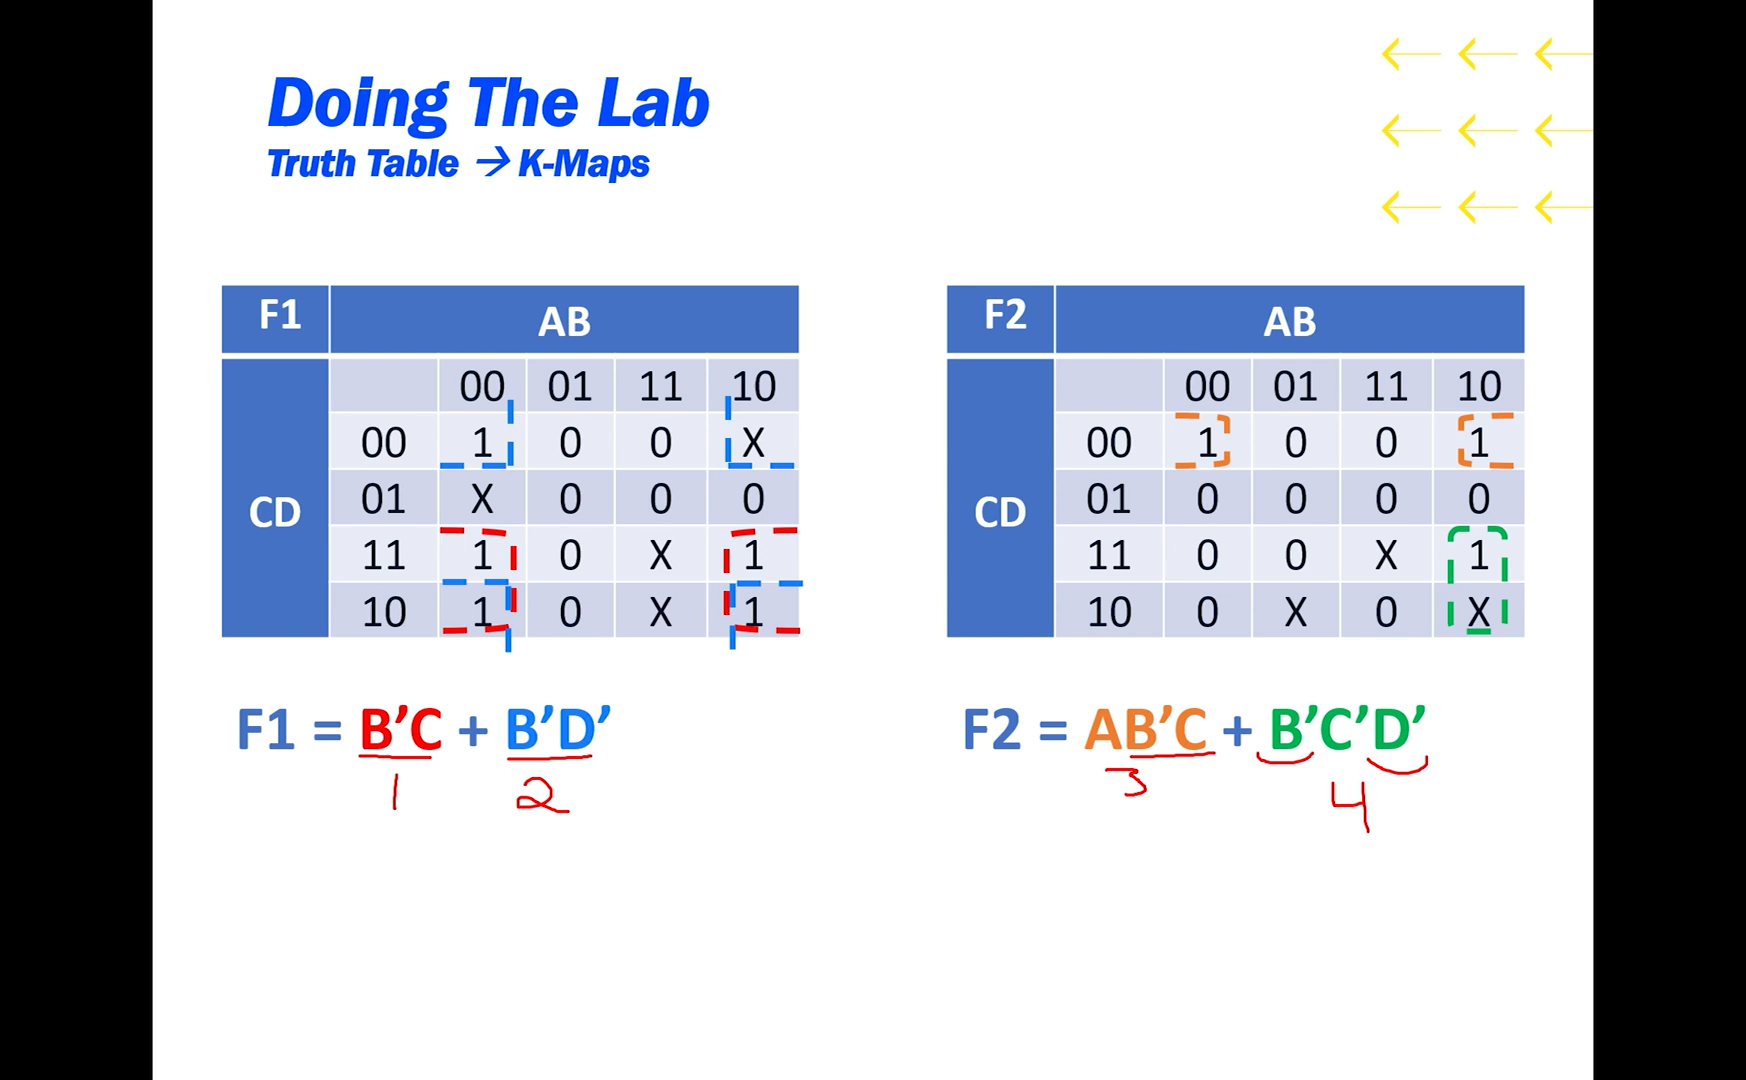 Doing The Lab
Truth Table → K-Maps
F1 AB
00 01 11 10
00 1 0 0 X
CD 01 X 0 0 0
11 1 0 X 1
10 1 0 X 1
F1 = B’C + B’D’
1 2
F2 AB
00 01 11 10
00 1 0 0 1
CD 01 0 0 0 0
11 0 0 X 1
10 0 X 0 X
F2 = AB’C + B’C’D’
3 4